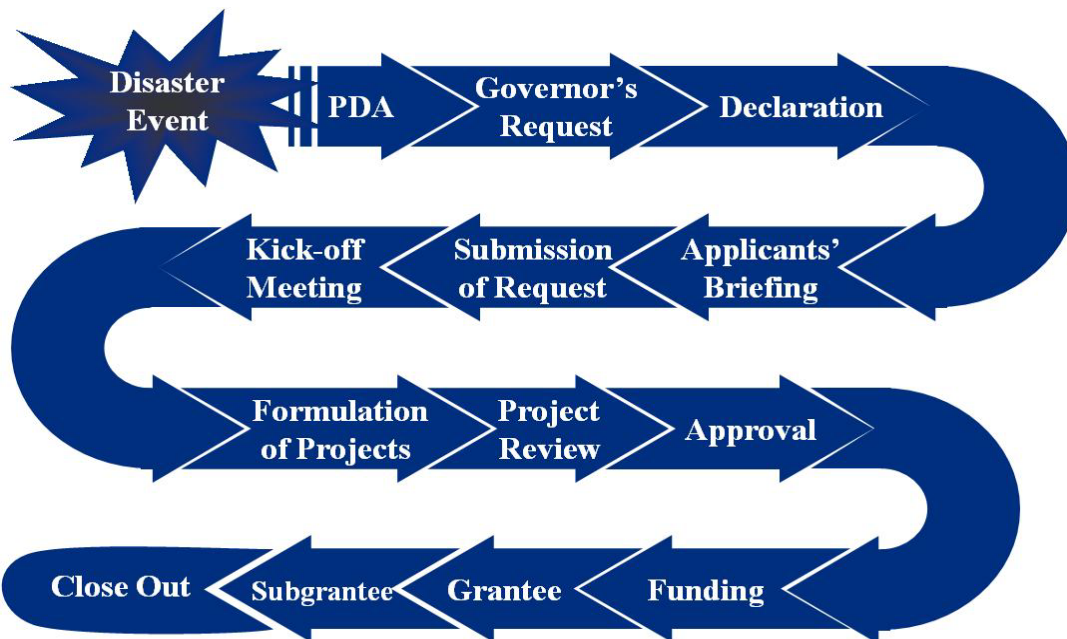 Disaster
Event
PDA
Governor's
Request
Declaration
Applicants'
Briefing
Submission
of Request
Kick-off
Meeting
Formulation
of Projects
Project
Review
Approval
Funding
Grantee
Subgrantee
Close Out